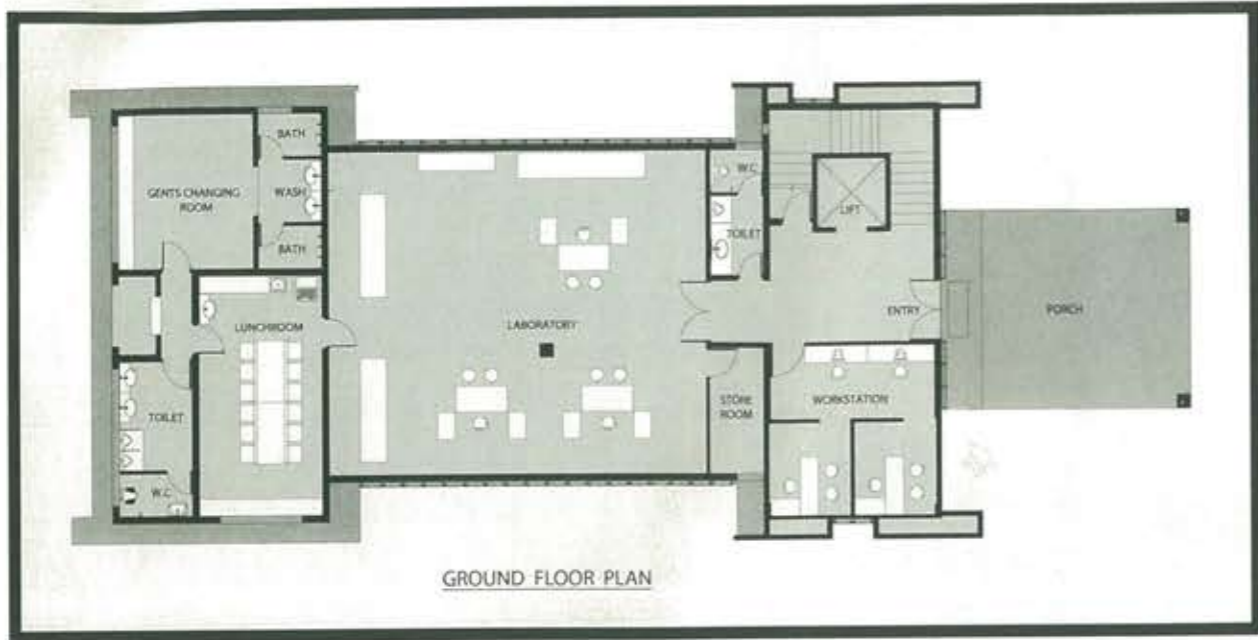 BATH
GENTS CHANGING
ROOM
WASH
BATH
LUNCHROOM
TOILET
W.C
LABORATORY
W.C
TOILET
LIFT
ENTRY
PORCH
STORE
ROOM
WORKSTATION
GROUND FLOOR PLAN